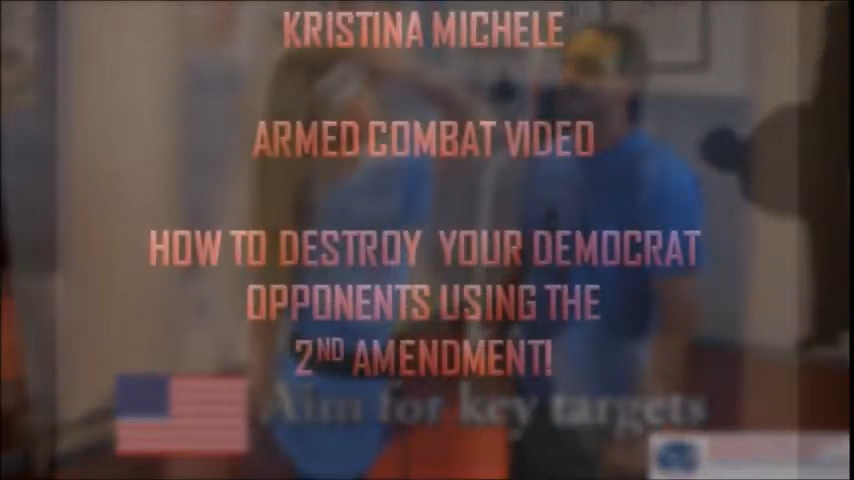 KRISTINA MICHELE
ARMED COMBAT VIDEO
HOW TO DESTROY YOUR DEMOCRAT
OPPONENTS USING THE
2ND AMENDMENT!
Aim for key targets